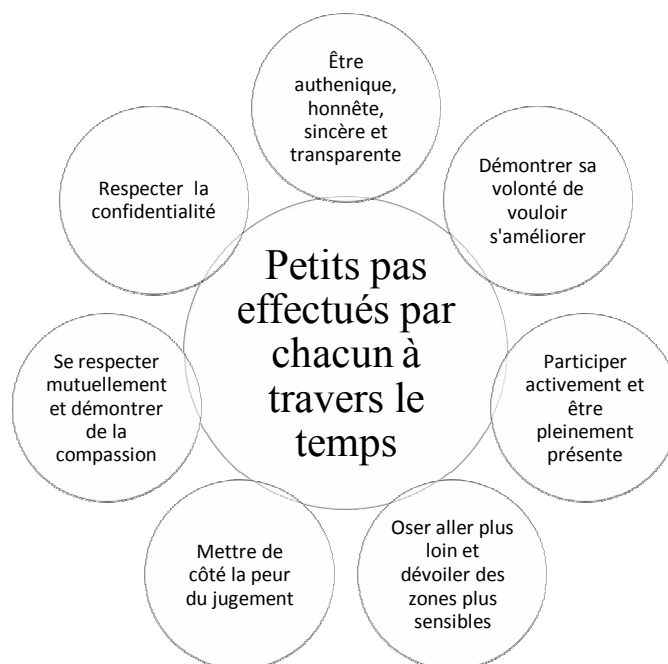 Être
authenique,
honnête,
sincère et
transparente
Démontrer sa
volonté de
vouloir
s'améliorer
Participer
activement et
être
pleinement
présente
Oser aller plus
loin et
dévoiler des
zones plus
sensibles
Mettre de
côté la peur
du jugement
Se respecter
mutuellement
et démontrer
de la
compassion
Respecter la
confidentialité
Petits pas
effectués par
chacun à
travers le
temps